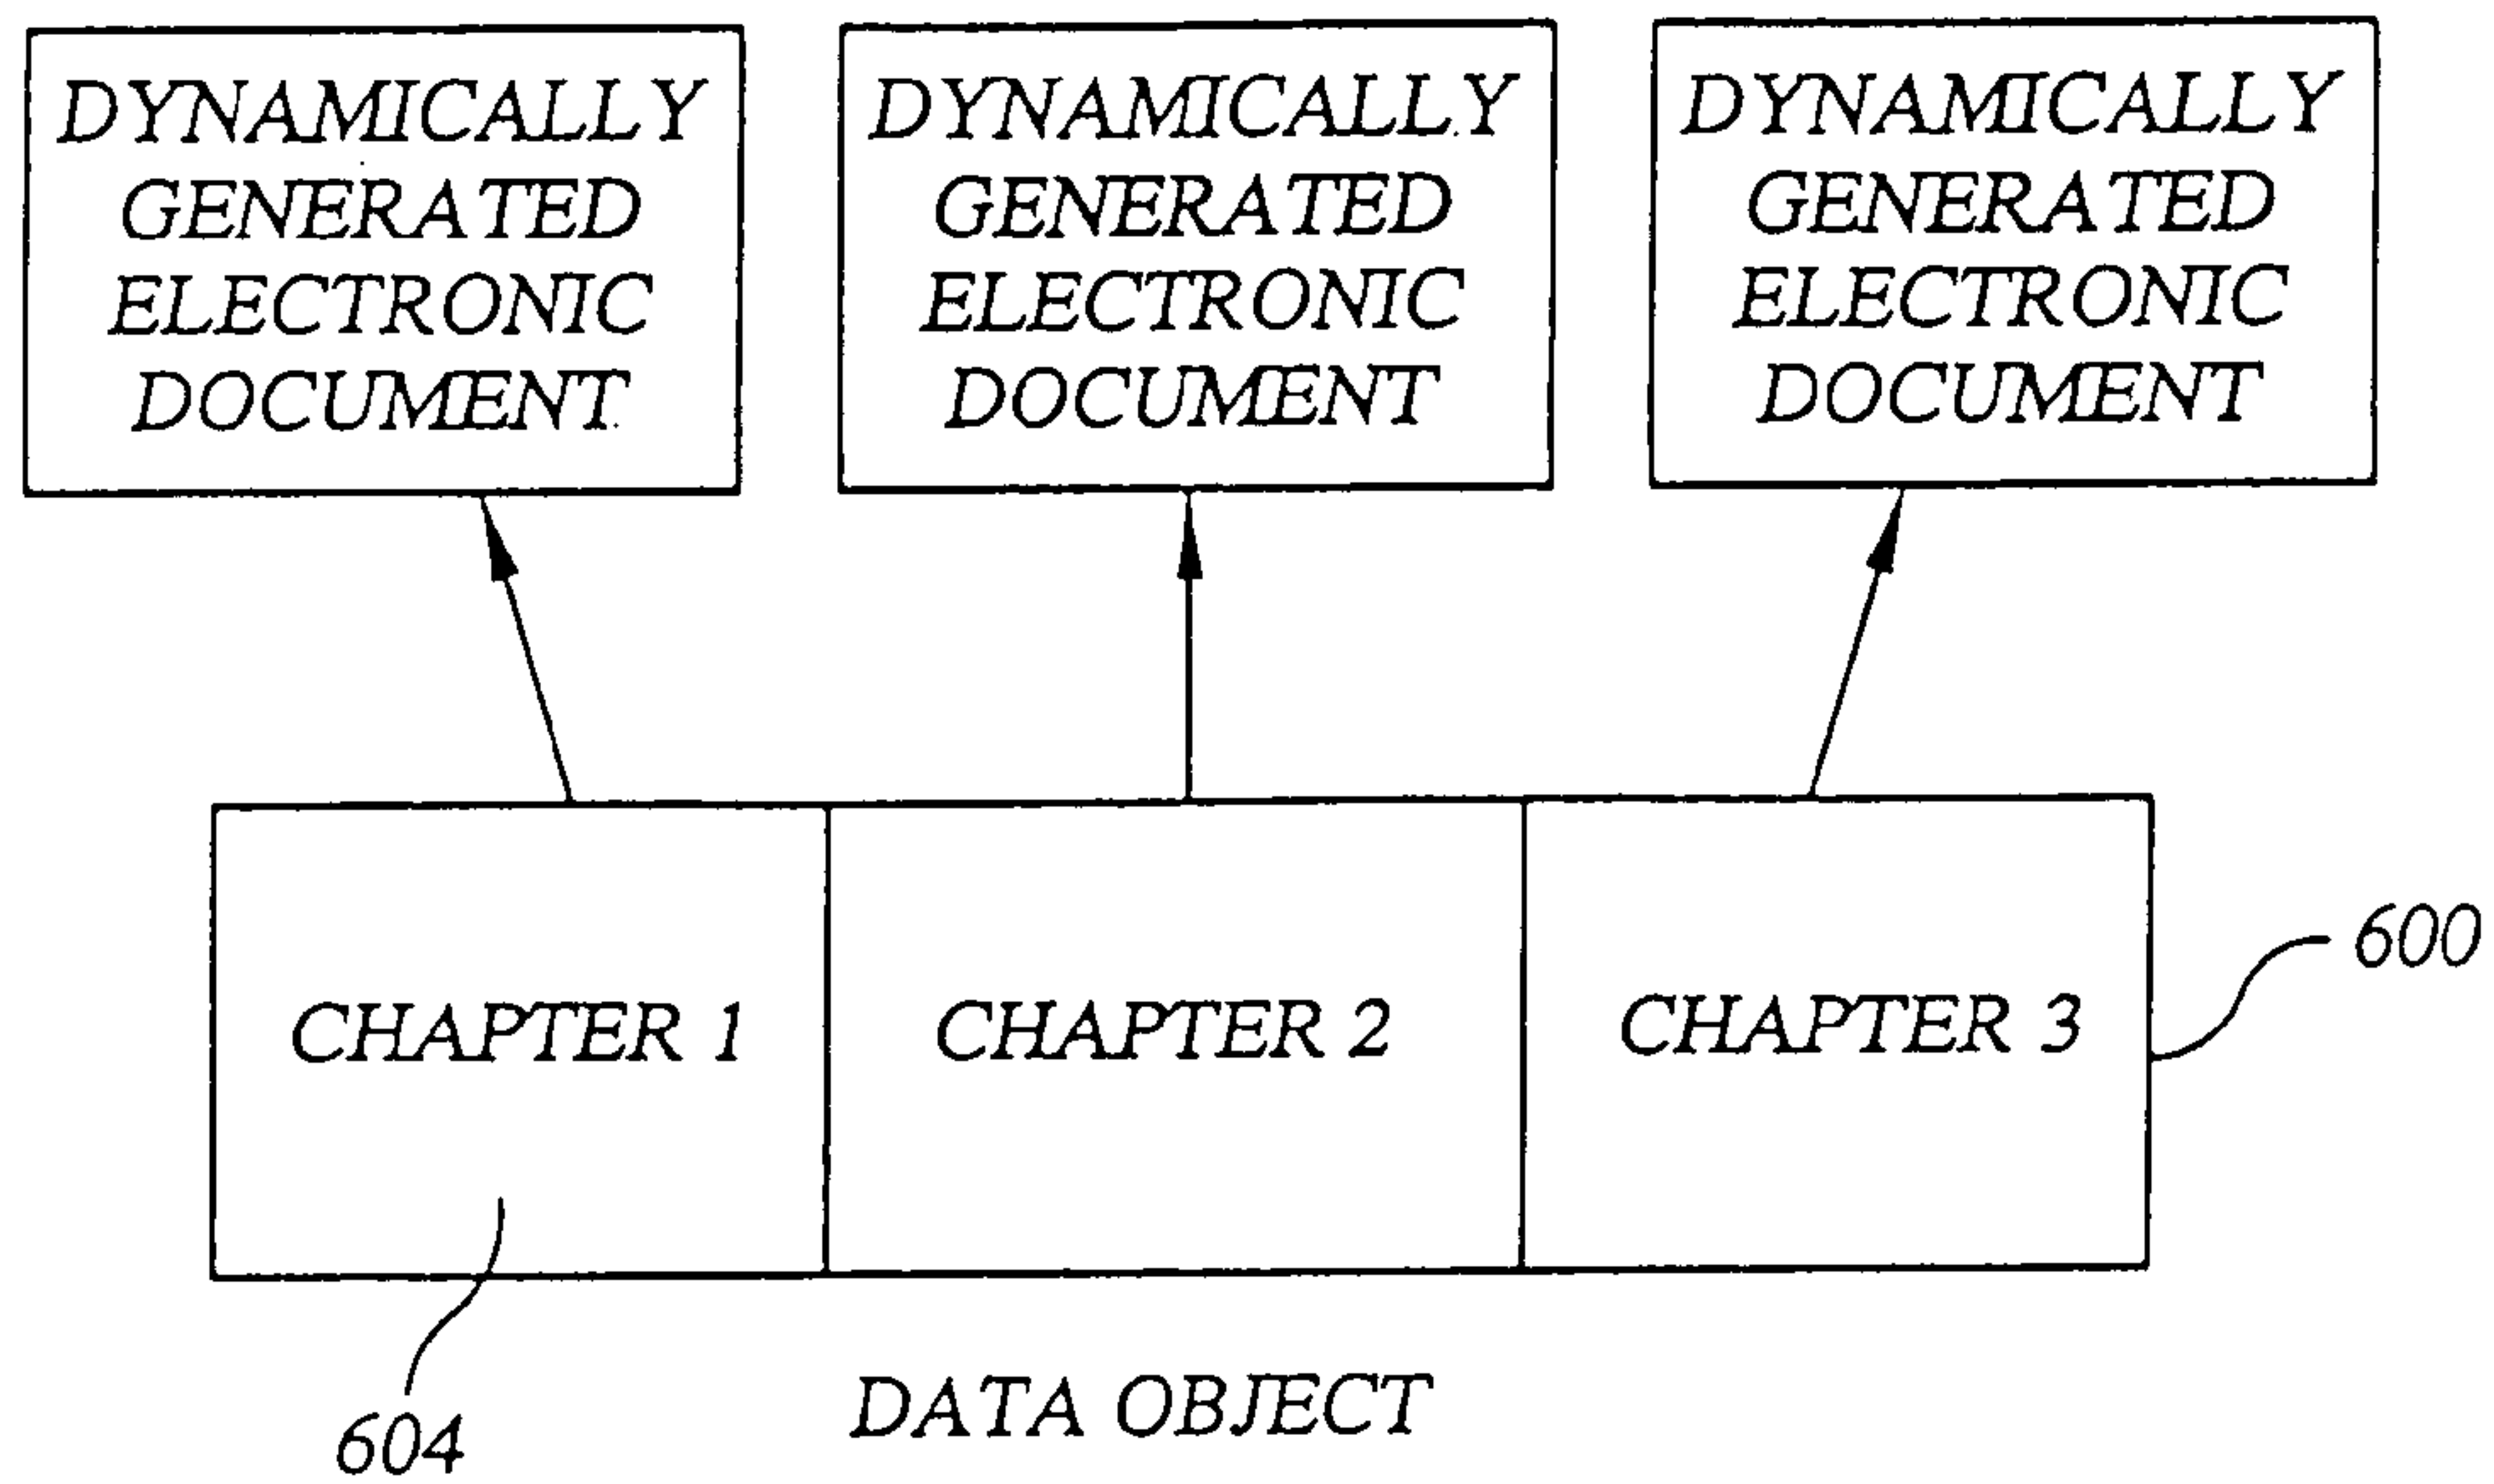 DYNAMICALLY
GENERATED
ELECTRONIC
DOCUMENT
DYNAMICALLY
GENERATED
ELECTRONIC
DOCUMENT
DYNAMICALLY
GENERATED
ELECTRONIC
DOCUMENT
CHAPTER 1
CHAPTER 2
CHAPTER 3
600
604
DATA OBJECT